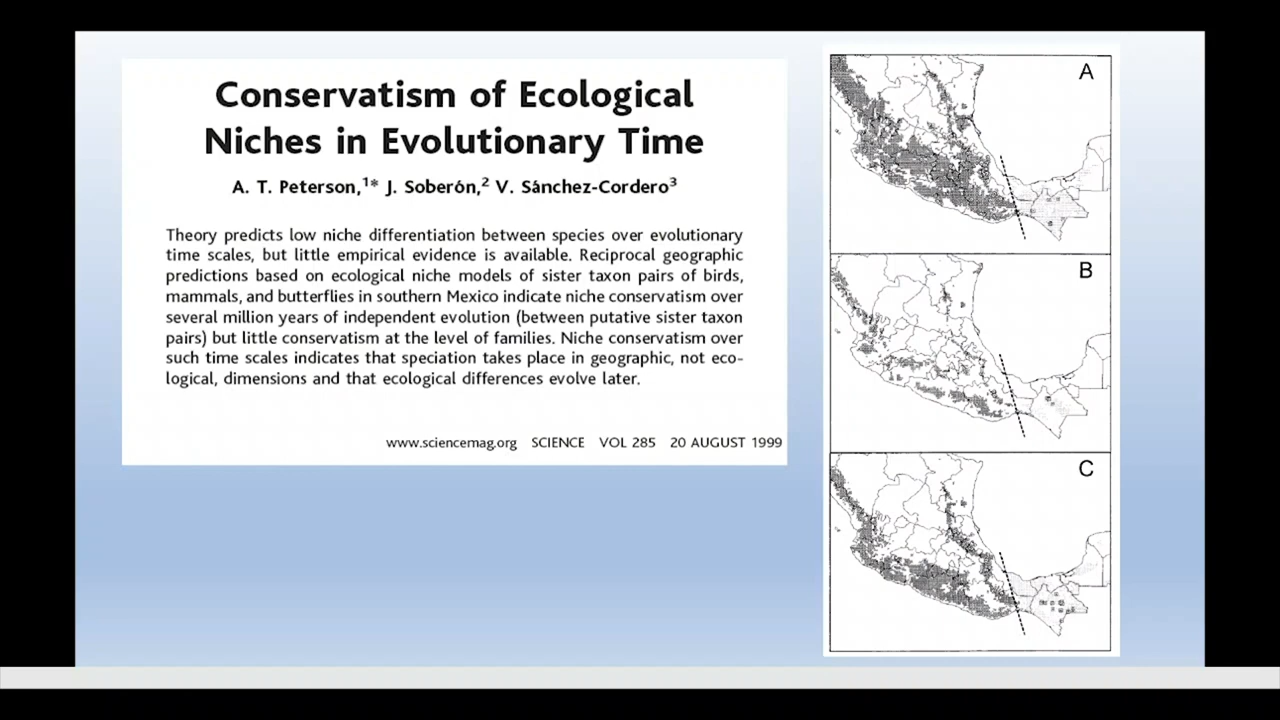 Conservatism of Ecological
Niches in Evolutionary Time
A. T. Peterson,¹* J. Soberón,² V. Sánchez-Cordero³
Theory predicts low niche differentiation between species over evolutionary
time scales, but little empirical evidence is available. Reciprocal geographic
predictions based on ecological niche models of sister taxon pairs of birds,
mammals, and butterflies in southern Mexico indicate niche conservatism over
several million years of independent evolution (between putative sister taxon
pairs) but little conservatism at the level of families. Niche conservatism over
such time scales indicates that speciation takes place in geographic, not eco-
logical, dimensions and that ecological differences evolve later.
www.sciencemag.org SCIENCE VOL 285 20 AUGUST 1999
A
B
C